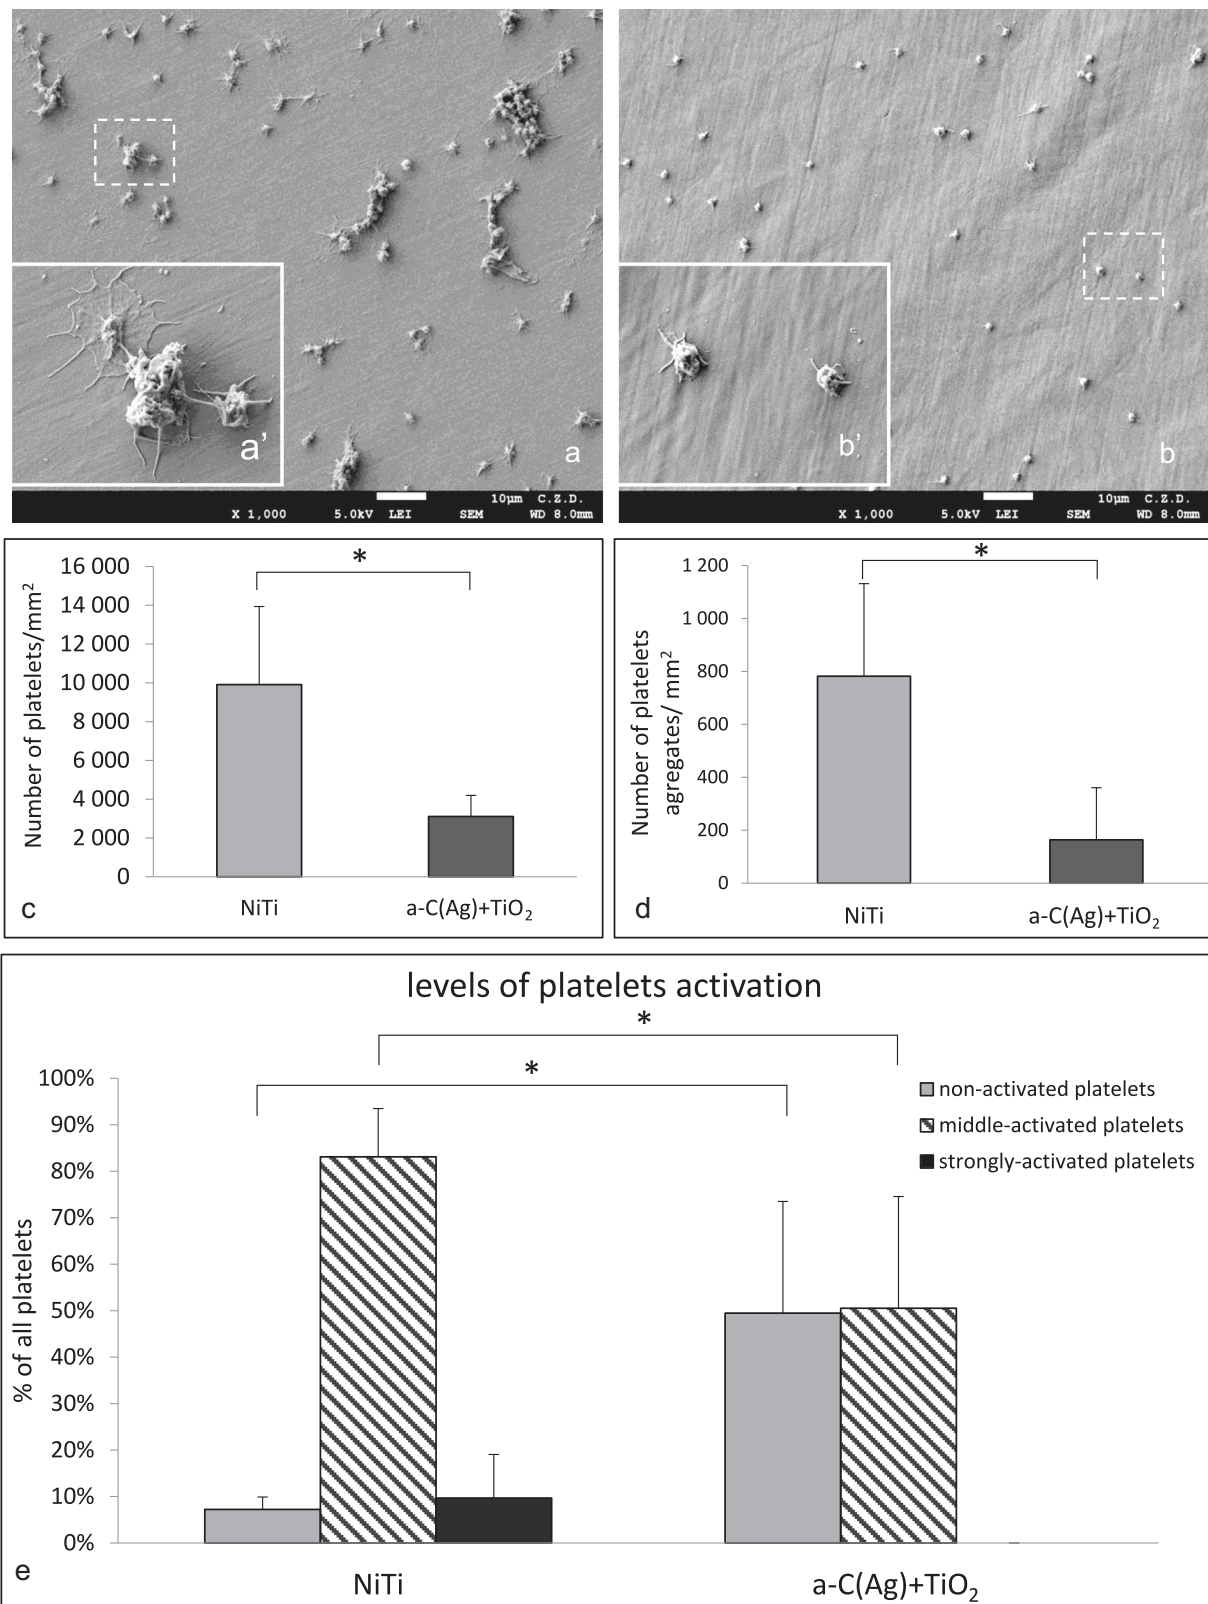 a'
a
10µm C.Z.D.
X 1,000 5.0kV LEI SEM WD 8.0mm
b'
b
10µm C.Z.D.
X 1,000 5.0kV LEI SEM WD 8.0mm
*
Number of platelets/mm²
16 000
14 000
12 000
10 000
8 000
6 000
4 000
2 000
0
NiTi a-C(Ag)+TiO₂
c
*
Number of platelets
agregates/ mm²
1 200
1 000
800
600
400
200
0
NiTi a-C(Ag)+TiO₂
d
levels of platelets activation
*
*
% of all platelets
100%
90%
80%
70%
60%
50%
40%
30%
20%
10%
0%
non-activated platelets
middle-activated platelets
strongly-activated platelets
NiTi a-C(Ag)+TiO₂
e